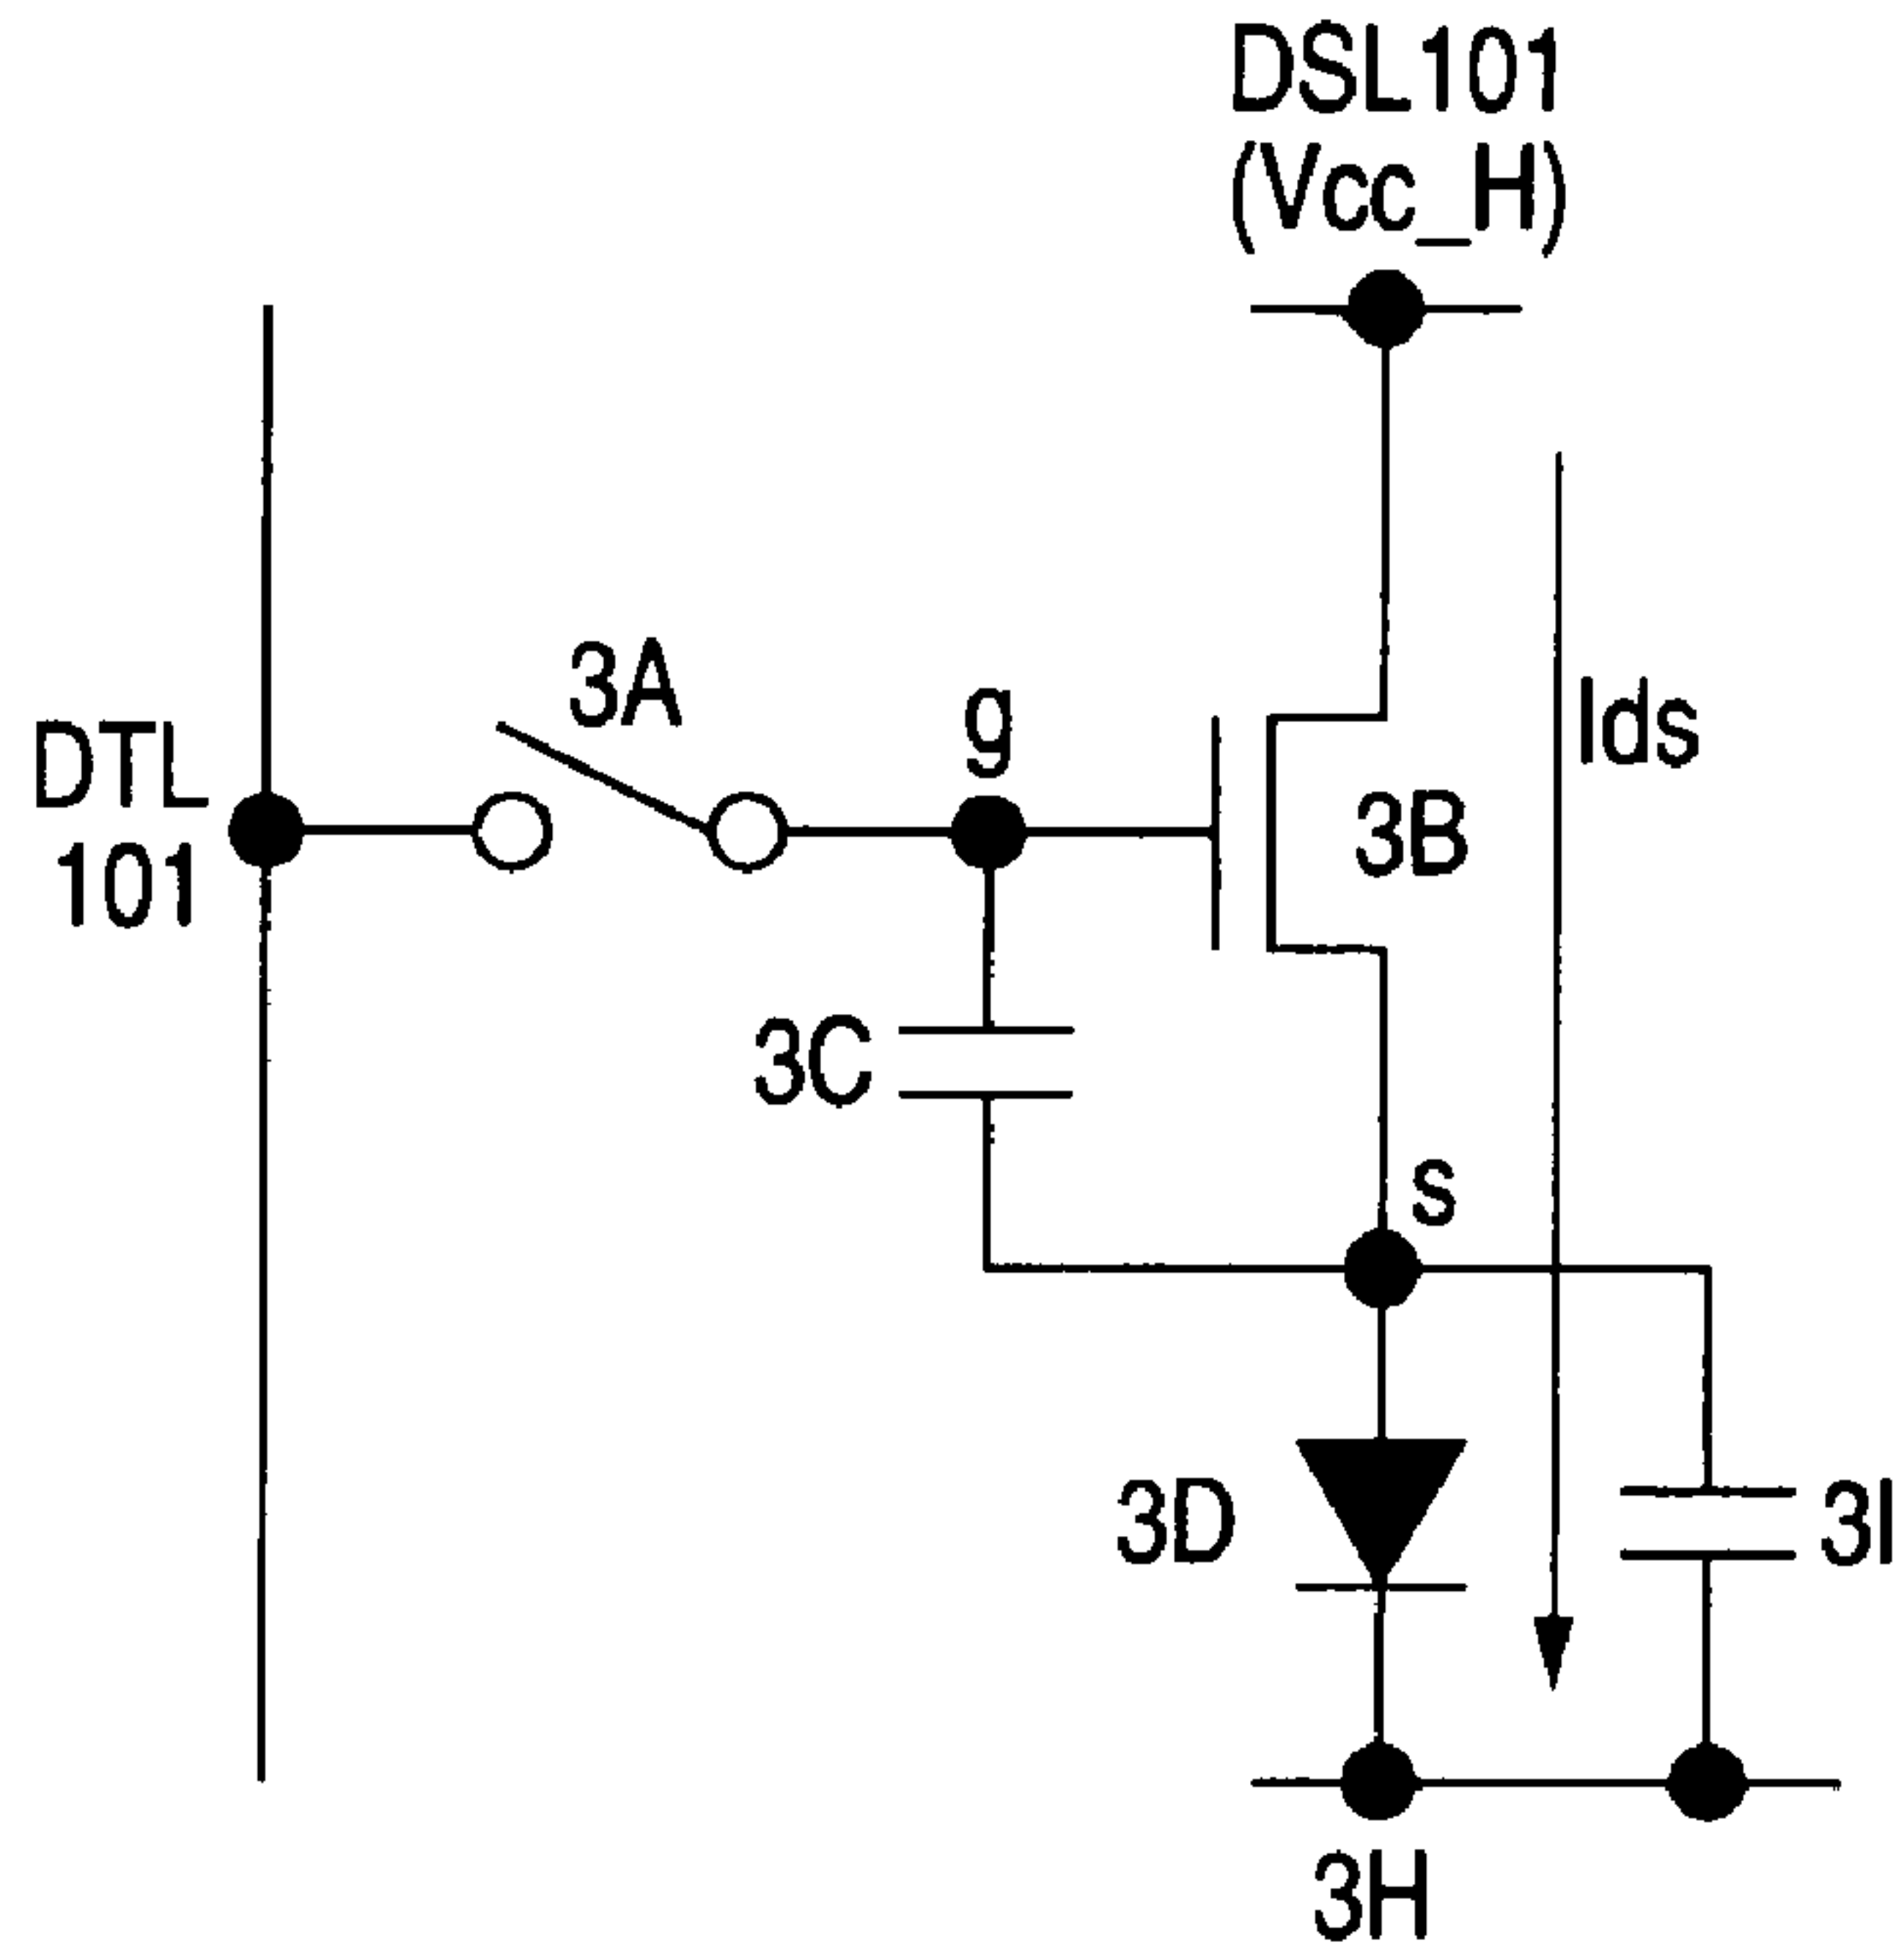 DSL101
(Vcc_H)
3A
g
Ids
DTL
101
3B
3C
s
3D
3I
3H